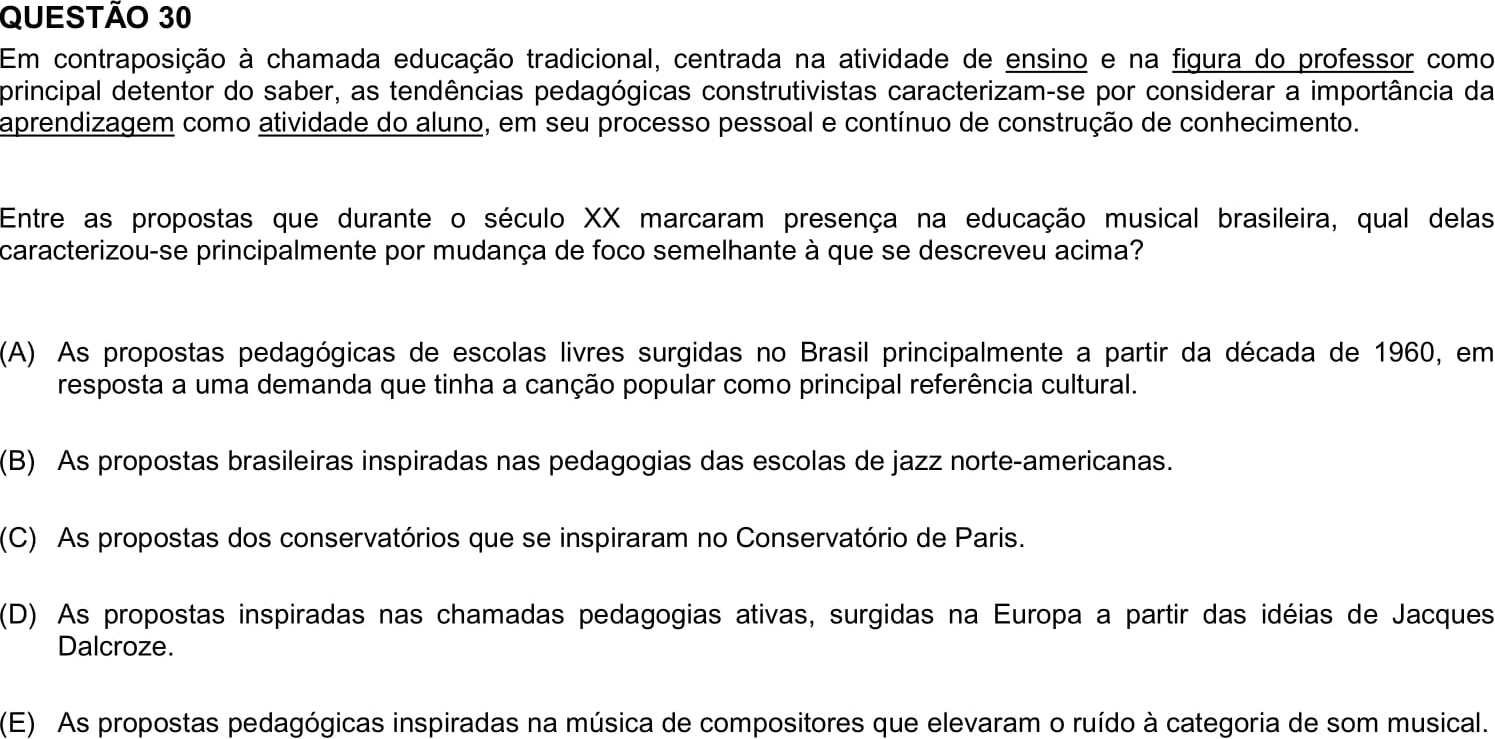 QUESTÃO 30
Em contraposição à chamada educação tradicional, centrada na atividade de ensino e na figura do professor como
principal detentor do saber, as tendências pedagógicas construtivistas caracterizam-se por considerar a importância da
aprendizagem como atividade do aluno, em seu processo pessoal e contínuo de construção de conhecimento.
Entre as propostas que durante o século XX marcaram presença na educação musical brasileira, qual delas
caracterizou-se principalmente por mudança de foco semelhante à que se descreveu acima?
(A) As propostas pedagógicas de escolas livres surgidas no Brasil principalmente a partir da década de 1960, em
resposta a uma demanda que tinha a canção popular como principal referência cultural.
(B) As propostas brasileiras inspiradas nas pedagogias das escolas de jazz norte-americanas.
(C) As propostas dos conservatórios que se inspiraram no Conservatório de Paris.
(D) As propostas inspiradas nas chamadas pedagogias ativas, surgidas na Europa a partir das idéias de Jacques
Dalcroze.
(E) As propostas pedagógicas inspiradas na música de compositores que elevaram o ruído à categoria de som musical.